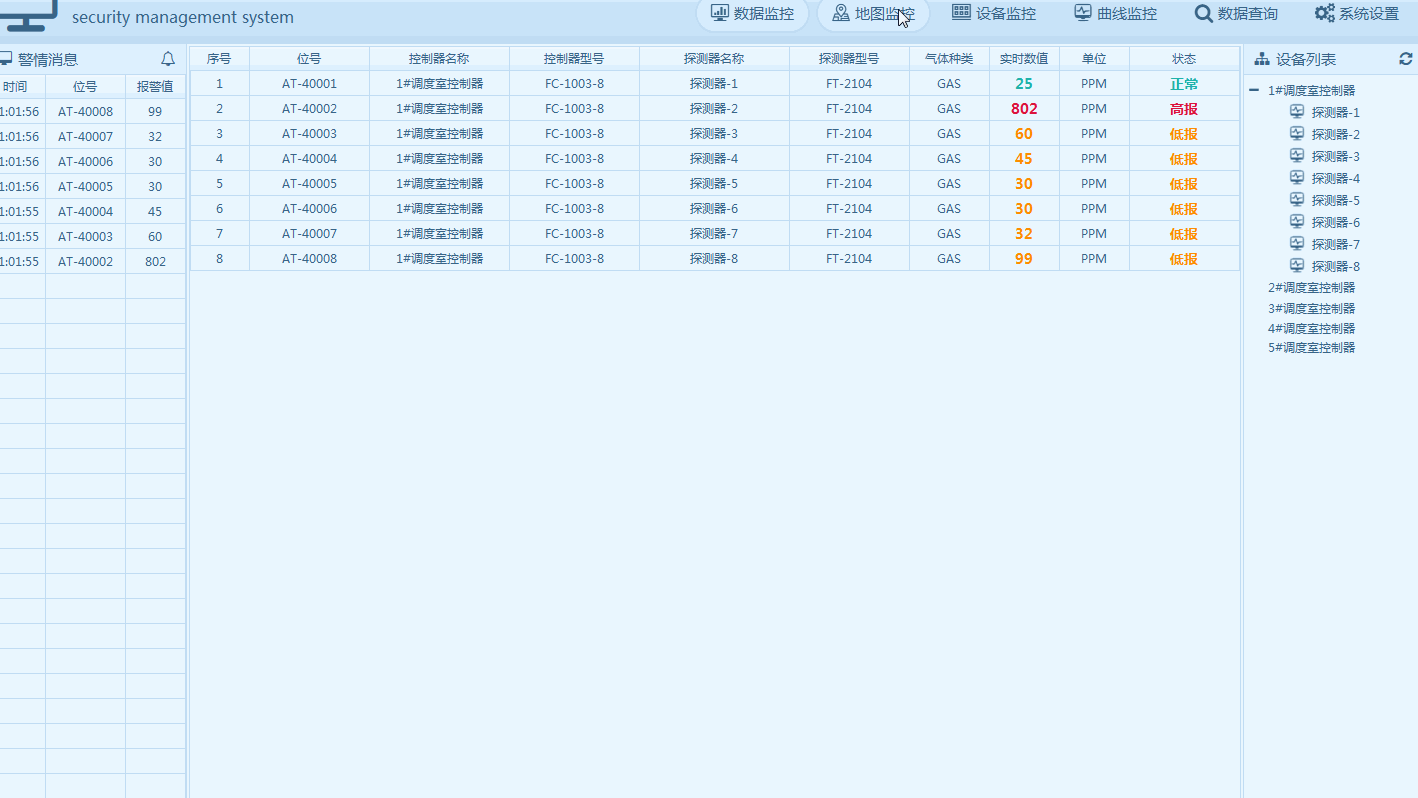 security management system
数据监控 地图监控 设备监控 曲线监控 数据查询 系统设置
警情消息
时间 位号 报警值
1:01:56 AT-40008 99
1:01:56 AT-40007 32
1:01:56 AT-40006 30
1:01:56 AT-40005 30
1:01:55 AT-40004 45
1:01:55 AT-40003 60
1:01:55 AT-40002 802
序号 位号 控制器名称 控制器型号 探测器名称 探测器型号 气体种类 实时数值 单位 状态
1 AT-40001 1#调度室控制器 FC-1003-8 探测器-1 FT-2104 GAS 25 PPM 正常
2 AT-40002 1#调度室控制器 FC-1003-8 探测器-2 FT-2104 GAS 802 PPM 高报
3 AT-40003 1#调度室控制器 FC-1003-8 探测器-3 FT-2104 GAS 60 PPM 低报
4 AT-40004 1#调度室控制器 FC-1003-8 探测器-4 FT-2104 GAS 45 PPM 低报
5 AT-40005 1#调度室控制器 FC-1003-8 探测器-5 FT-2104 GAS 30 PPM 低报
6 AT-40006 1#调度室控制器 FC-1003-8 探测器-6 FT-2104 GAS 30 PPM 低报
7 AT-40007 1#调度室控制器 FC-1003-8 探测器-7 FT-2104 GAS 32 PPM 低报
8 AT-40008 1#调度室控制器 FC-1003-8 探测器-8 FT-2104 GAS 99 PPM 低报
设备列表
1#调度室控制器
探测器-1
探测器-2
探测器-3
探测器-4
探测器-5
探测器-6
探测器-7
探测器-8
2#调度室控制器
3#调度室控制器
4#调度室控制器
5#调度室控制器